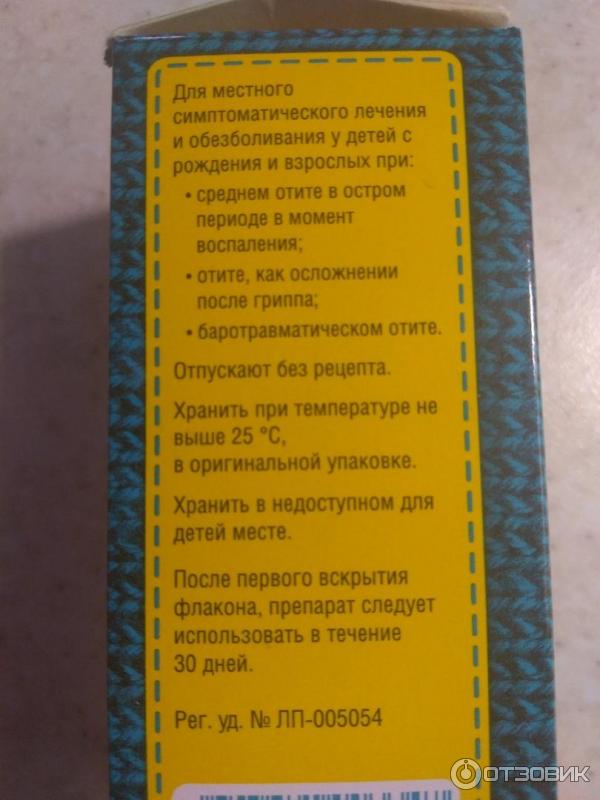 Для местного
симптоматического лечения
и обезболивания у детей с
рождения и взрослых при:
• среднем отите в остром
периоде в момент
воспаления;
• отите, как осложнении
после гриппа;
• баротравматическом отите.
Отпускают без рецепта.
Хранить при температуре не
выше 25 °С,
в оригинальной упаковке.
Хранить в недоступном для
детей месте.
После первого вскрытия
флакона, препарат следует
использовать в течение
30 дней.
Рег. уд. № ЛП-005054
ОТЗОВИК